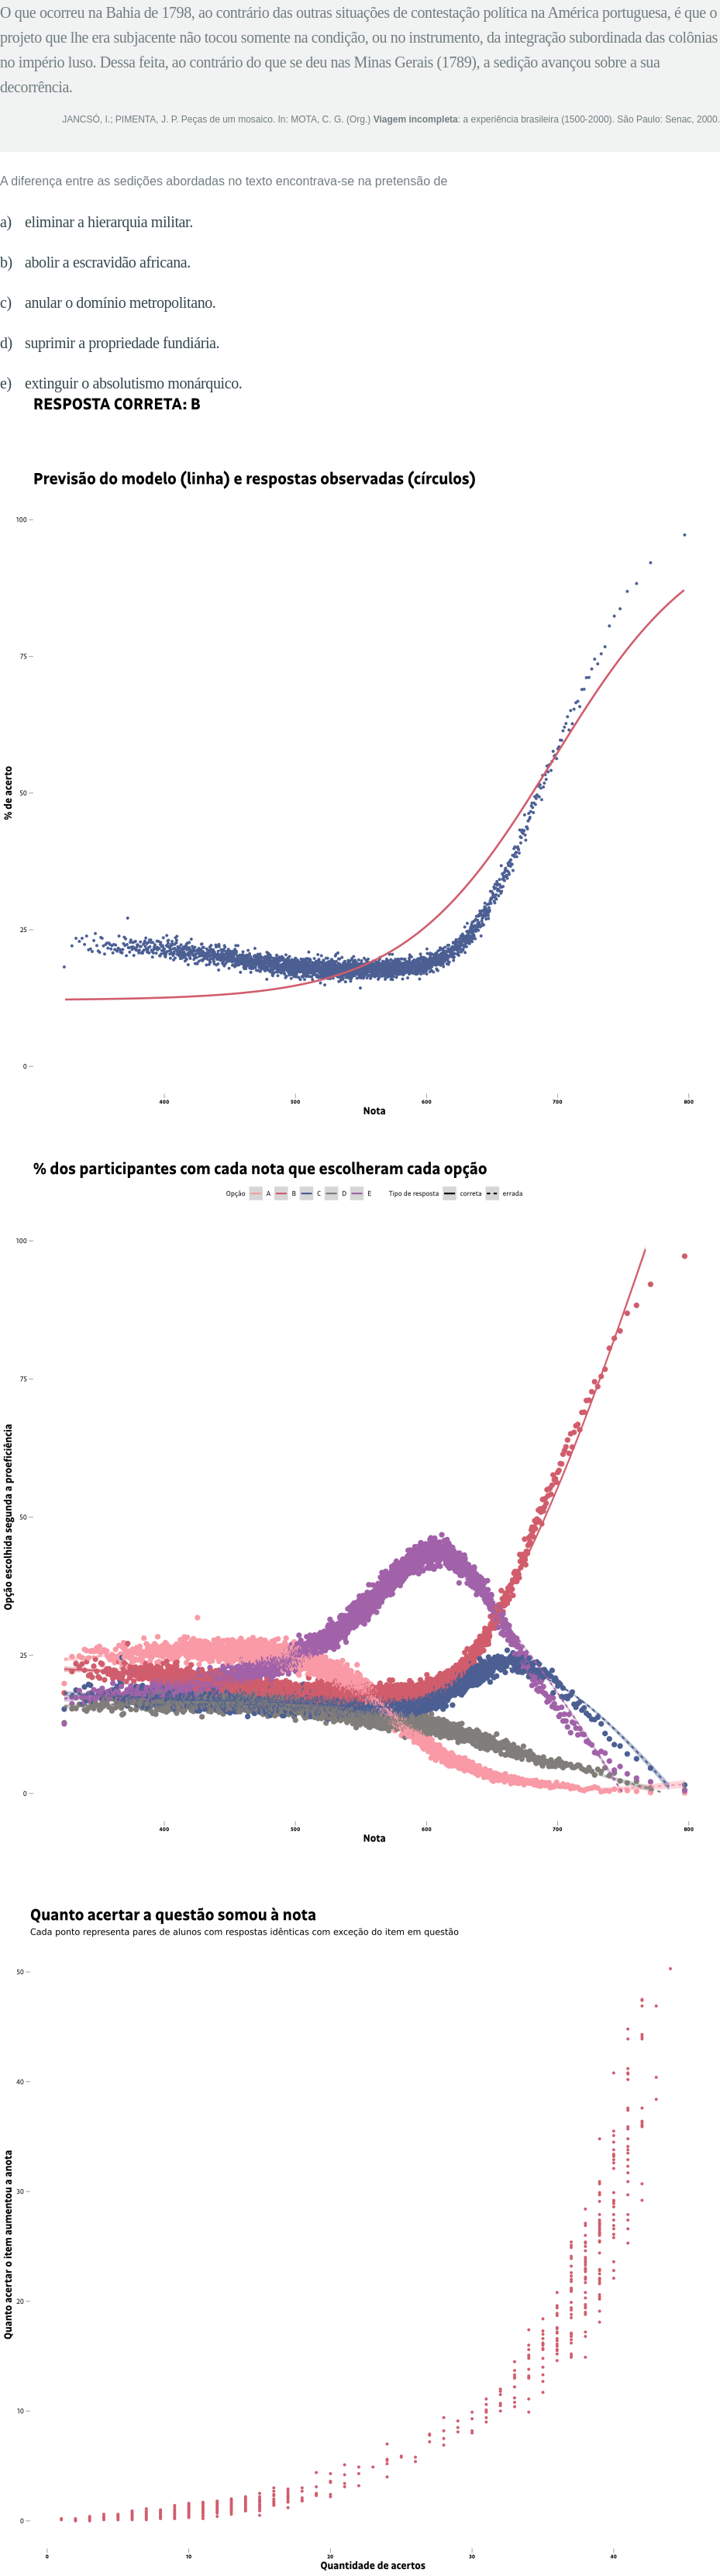 O que ocorreu na Bahia de 1798, ao contrário das outras situações de contestação política na América portuguesa, é que o
projeto que lhe era subjacente não tocou somente na condição, ou no instrumento, da integração subordinada das colônias
no império luso. Dessa feita, ao contrário do que se deu nas Minas Gerais (1789), a sedição avançou sobre a sua
decorrência.
JANCSÓ, I.; PIMENTA, J. P. Peças de um mosaico. In: MOTA, C. G. (Org.) Viagem incompleta: a experiência brasileira (1500-2000). São Paulo: Senac, 2000.
A diferença entre as sedições abordadas no texto encontrava-se na pretensão de
a) eliminar a hierarquia militar.
b) abolir a escravidão africana.
c) anular o domínio metropolitano.
d) suprimir a propriedade fundiária.
e) extinguir o absolutismo monárquico.
RESPOSTA CORRETA: B
Previsão do modelo (linha) e respostas observadas (círculos)
100
75
50
25
0
% de acerto
400 500 600 700 800
Nota
% dos participantes com cada nota que escolheram cada opção
Opção A B C D E Tipo de resposta correta errada
100
75
50
25
0
Opção escolhida segunda a proeficiência
400 500 600 700 800
Nota
Quanto acertar a questão somou à nota
Cada ponto representa pares de alunos com respostas idênticas com exceção do item em questão
50
40
30
20
10
0
Quanto acertar o item aumentou a anota
0 10 20 30 40
Quantidade de acertos